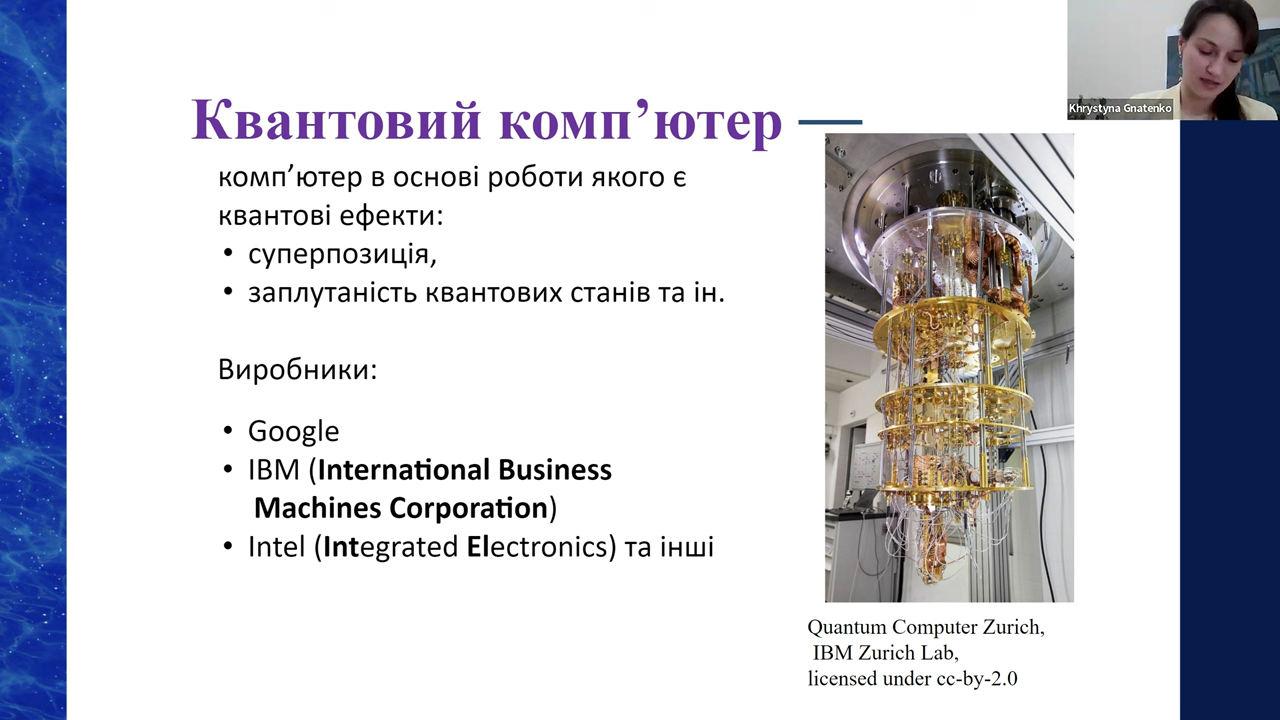 Khrystyna Gnatenko
Квантовий комп’ютер —
комп’ютер в основі роботи якого є
квантові ефекти:
• суперпозиція,
• заплутаність квантових станів та ін.
Виробники:
• Google
• IBM (International Business
Machines Corporation)
• Intel (Integrated Electronics) та інші
Quantum Computer Zurich,
IBM Zurich Lab,
licensed under cc-by-2.0